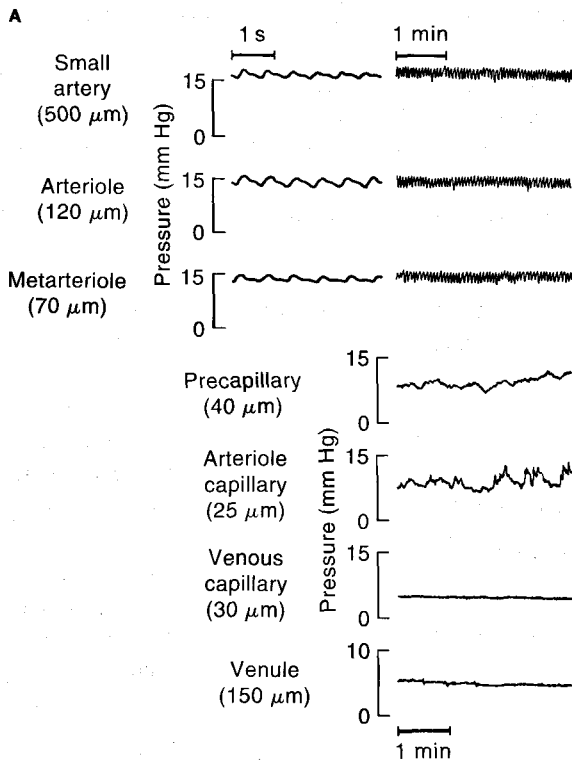 A
1 s
1 min
Small
artery
(500 μm)
15
0
Arteriole
(120 μm)
15
0
Metarteriole
(70 μm)
15
0
Pressure (mm Hg)
Precapillary
(40 μm)
15
0
Arteriole
capillary
(25 μm)
15
0
Venous
capillary
(30 μm)
15
0
Venule
(150 μm)
10
0
Pressure (mm Hg)
1 min